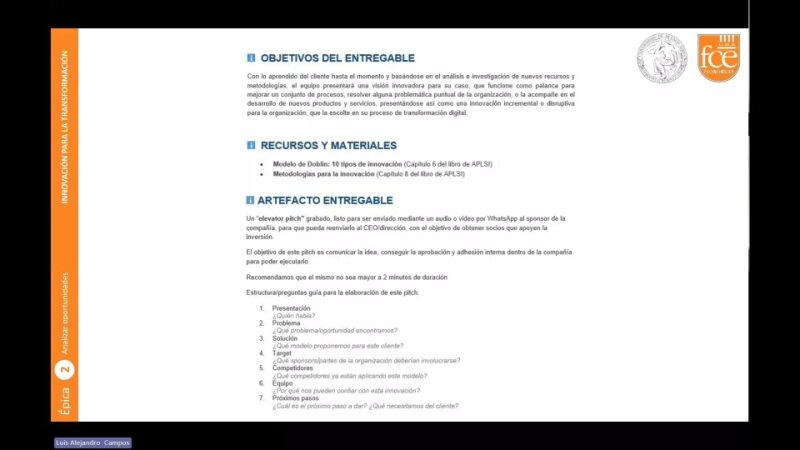 INNOVACIÓN PARA LA TRANSFORMACIÓN
Épica 2 Analizar oportunidades
OBJETIVOS DEL ENTREGABLE
Con lo aprendido del cliente hasta el momento y basándose en el análisis e investigación de nuevos recursos y
metodologías, el equipo presentará una visión innovadora para su caso, que funcione como palanca para
mejorar un conjunto de procesos, resolver alguna problemática puntual de la organización, o la acompañe en el
desarrollo de nuevos productos y servicios, presentándose así como una Innovación incremental o disruptiva
para la organización, que la escolte en su proceso de transformación digital.
RECURSOS Y MATERIALES
• Modelo de Doblin: 10 tipos de innovación (Capítulo 6 del libro de APLSI)
• Metodologías para la innovación (Capítulo 8 del libro de APLSI)
ARTEFACTO ENTREGABLE
Un "elevator pitch" grabado, listo para ser enviado mediante un audio o video por WhatsApp al sponsor de la
compañía, para que pueda reenviarlo al CEO/dirección, con el objetivo de obtener socios que apoyen la
inversión.
El objetivo de este pitch es comunicar la idea, conseguir la aprobación y adhesión interna dentro de la compañía
para poder ejecutarlo.
Recomendamos que el mismo no sea mayor a 2 minutos de duración
Estructura/preguntas guía para la elaboración de este pitch:
1. Presentación
¿Quién habla?
2. Problema
¿Qué problema/oportunidad encontramos?
3. Solución
¿Qué modelo proponemos para este cliente?
4. Target
¿Qué sponsors/partes de la organización deberían involucrarse?
5. Competidores
¿Qué competidores ya están aplicando este modelo?
6. Equipo
¿Por qué nos pueden confiar con esta innovación?
7. Próximos pasos
¿Cuál es el próximo paso a dar? ¿Qué necesitamos del cliente?
fce
ECONÓMICAS
Luis Alejandro Campos